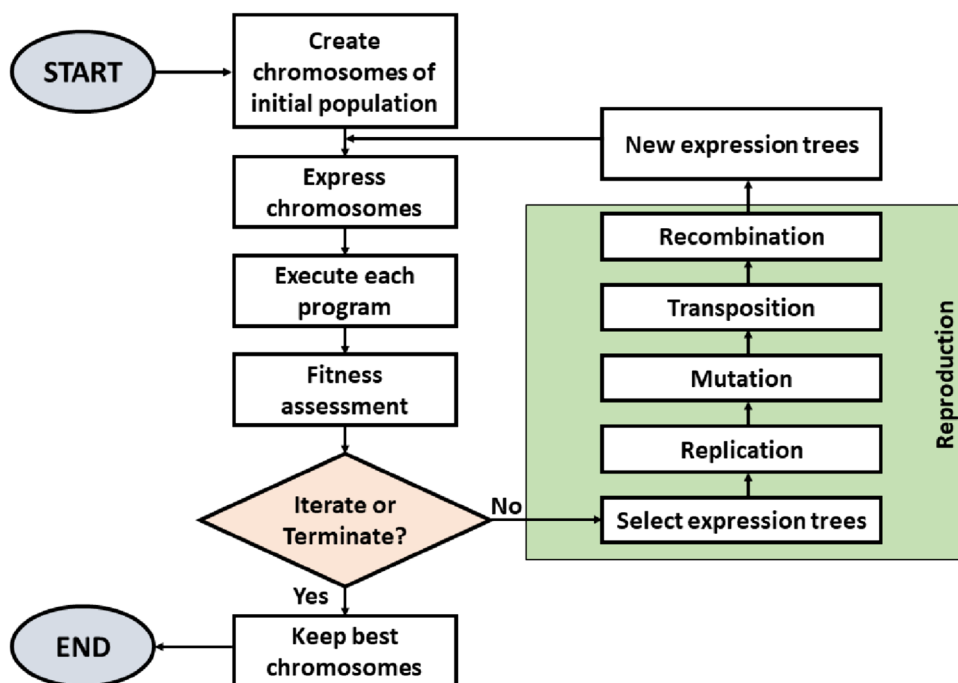 START
Create
chromosomes of
initial population
Express
chromosomes
Execute each
program
Fitness
assessment
Iterate or
Terminate?
No
Yes
Keep best
chromosomes
END
New expression trees
Recombination
Transposition
Mutation
Replication
Select expression trees
Reproduction